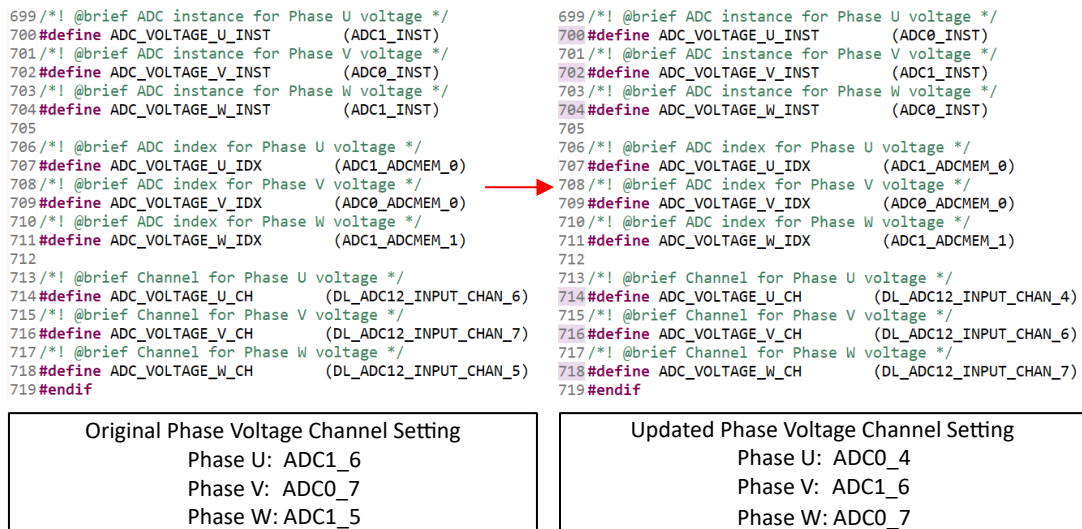 699 /*! @brief ADC instance for Phase U voltage */
700 #define ADC_VOLTAGE_U_INST (ADC1_INST)
701 /*! @brief ADC instance for Phase V voltage */
702 #define ADC_VOLTAGE_V_INST (ADC0_INST)
703 /*! @brief ADC instance for Phase W voltage */
704 #define ADC_VOLTAGE_W_INST (ADC1_INST)
705
706 /*! @brief ADC index for Phase U voltage */
707 #define ADC_VOLTAGE_U_IDX (ADC1_ADCMEM_0)
708 /*! @brief ADC index for Phase V voltage */
709 #define ADC_VOLTAGE_V_IDX (ADC0_ADCMEM_0)
710 /*! @brief ADC index for Phase W voltage */
711 #define ADC_VOLTAGE_W_IDX (ADC1_ADCMEM_1)
712
713 /*! @brief Channel for Phase U voltage */
714 #define ADC_VOLTAGE_U_CH (DL_ADC12_INPUT_CHAN_6)
715 /*! @brief Channel for Phase V voltage */
716 #define ADC_VOLTAGE_V_CH (DL_ADC12_INPUT_CHAN_7)
717 /*! @brief Channel for Phase W voltage */
718 #define ADC_VOLTAGE_W_CH (DL_ADC12_INPUT_CHAN_5)
719 #endif
Original Phase Voltage Channel Setting
Phase U: ADC1_6
Phase V: ADC0_7
Phase W: ADC1_5
699 /*! @brief ADC instance for Phase U voltage */
700 #define ADC_VOLTAGE_U_INST (ADC0_INST)
701 /*! @brief ADC instance for Phase V voltage */
702 #define ADC_VOLTAGE_V_INST (ADC1_INST)
703 /*! @brief ADC instance for Phase W voltage */
704 #define ADC_VOLTAGE_W_INST (ADC0_INST)
705
706 /*! @brief ADC index for Phase U voltage */
707 #define ADC_VOLTAGE_U_IDX (ADC1_ADCMEM_0)
708 /*! @brief ADC index for Phase V voltage */
709 #define ADC_VOLTAGE_V_IDX (ADC0_ADCMEM_0)
710 /*! @brief ADC index for Phase W voltage */
711 #define ADC_VOLTAGE_W_IDX (ADC1_ADCMEM_1)
712
713 /*! @brief Channel for Phase U voltage */
714 #define ADC_VOLTAGE_U_CH (DL_ADC12_INPUT_CHAN_4)
715 /*! @brief Channel for Phase V voltage */
716 #define ADC_VOLTAGE_V_CH (DL_ADC12_INPUT_CHAN_6)
717 /*! @brief Channel for Phase W voltage */
718 #define ADC_VOLTAGE_W_CH (DL_ADC12_INPUT_CHAN_7)
719 #endif
Updated Phase Voltage Channel Setting
Phase U: ADC0_4
Phase V: ADC1_6
Phase W: ADC0_7